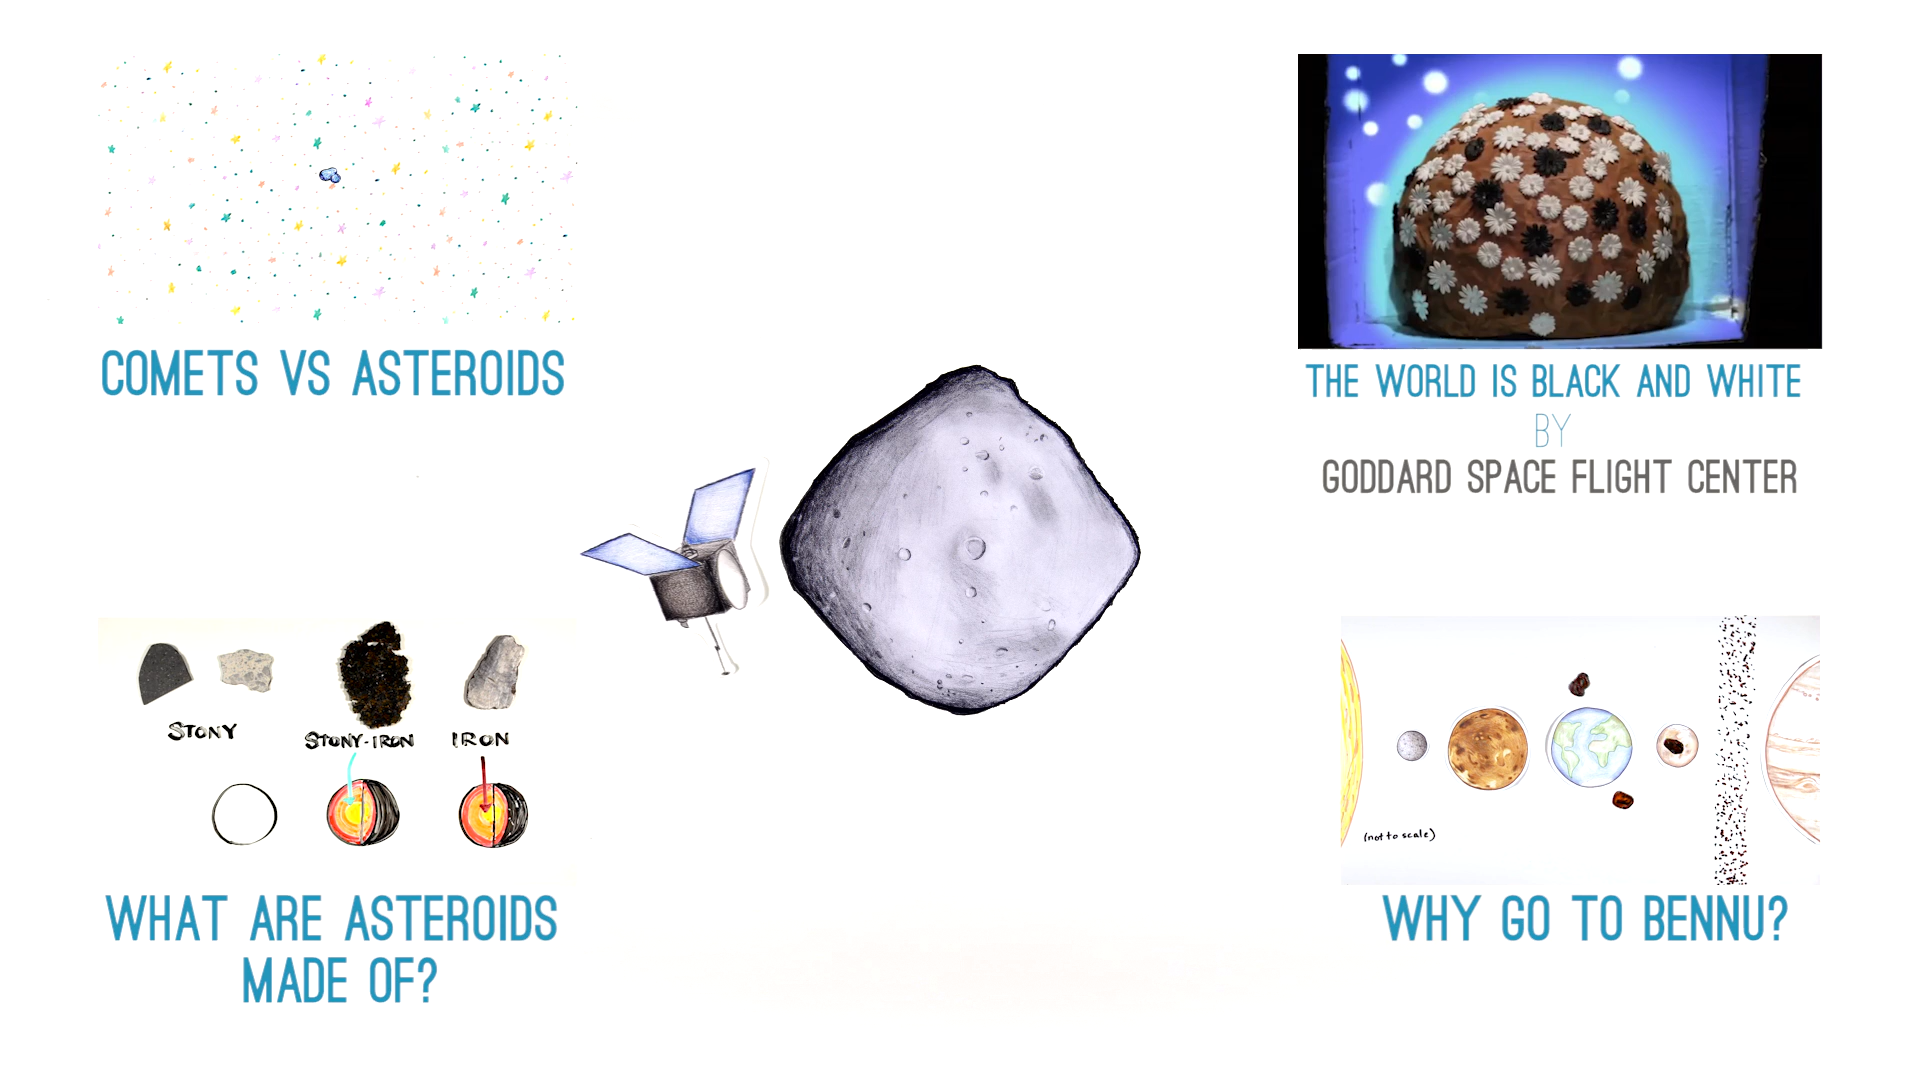 COMETS VS ASTEROIDS
THE WORLD IS BLACK AND WHITE
BY
GODDARD SPACE FLIGHT CENTER
STONY
STONY-IRON
IRON
WHAT ARE ASTEROIDS
MADE OF?
(not to scale)
WHY GO TO BENNU?